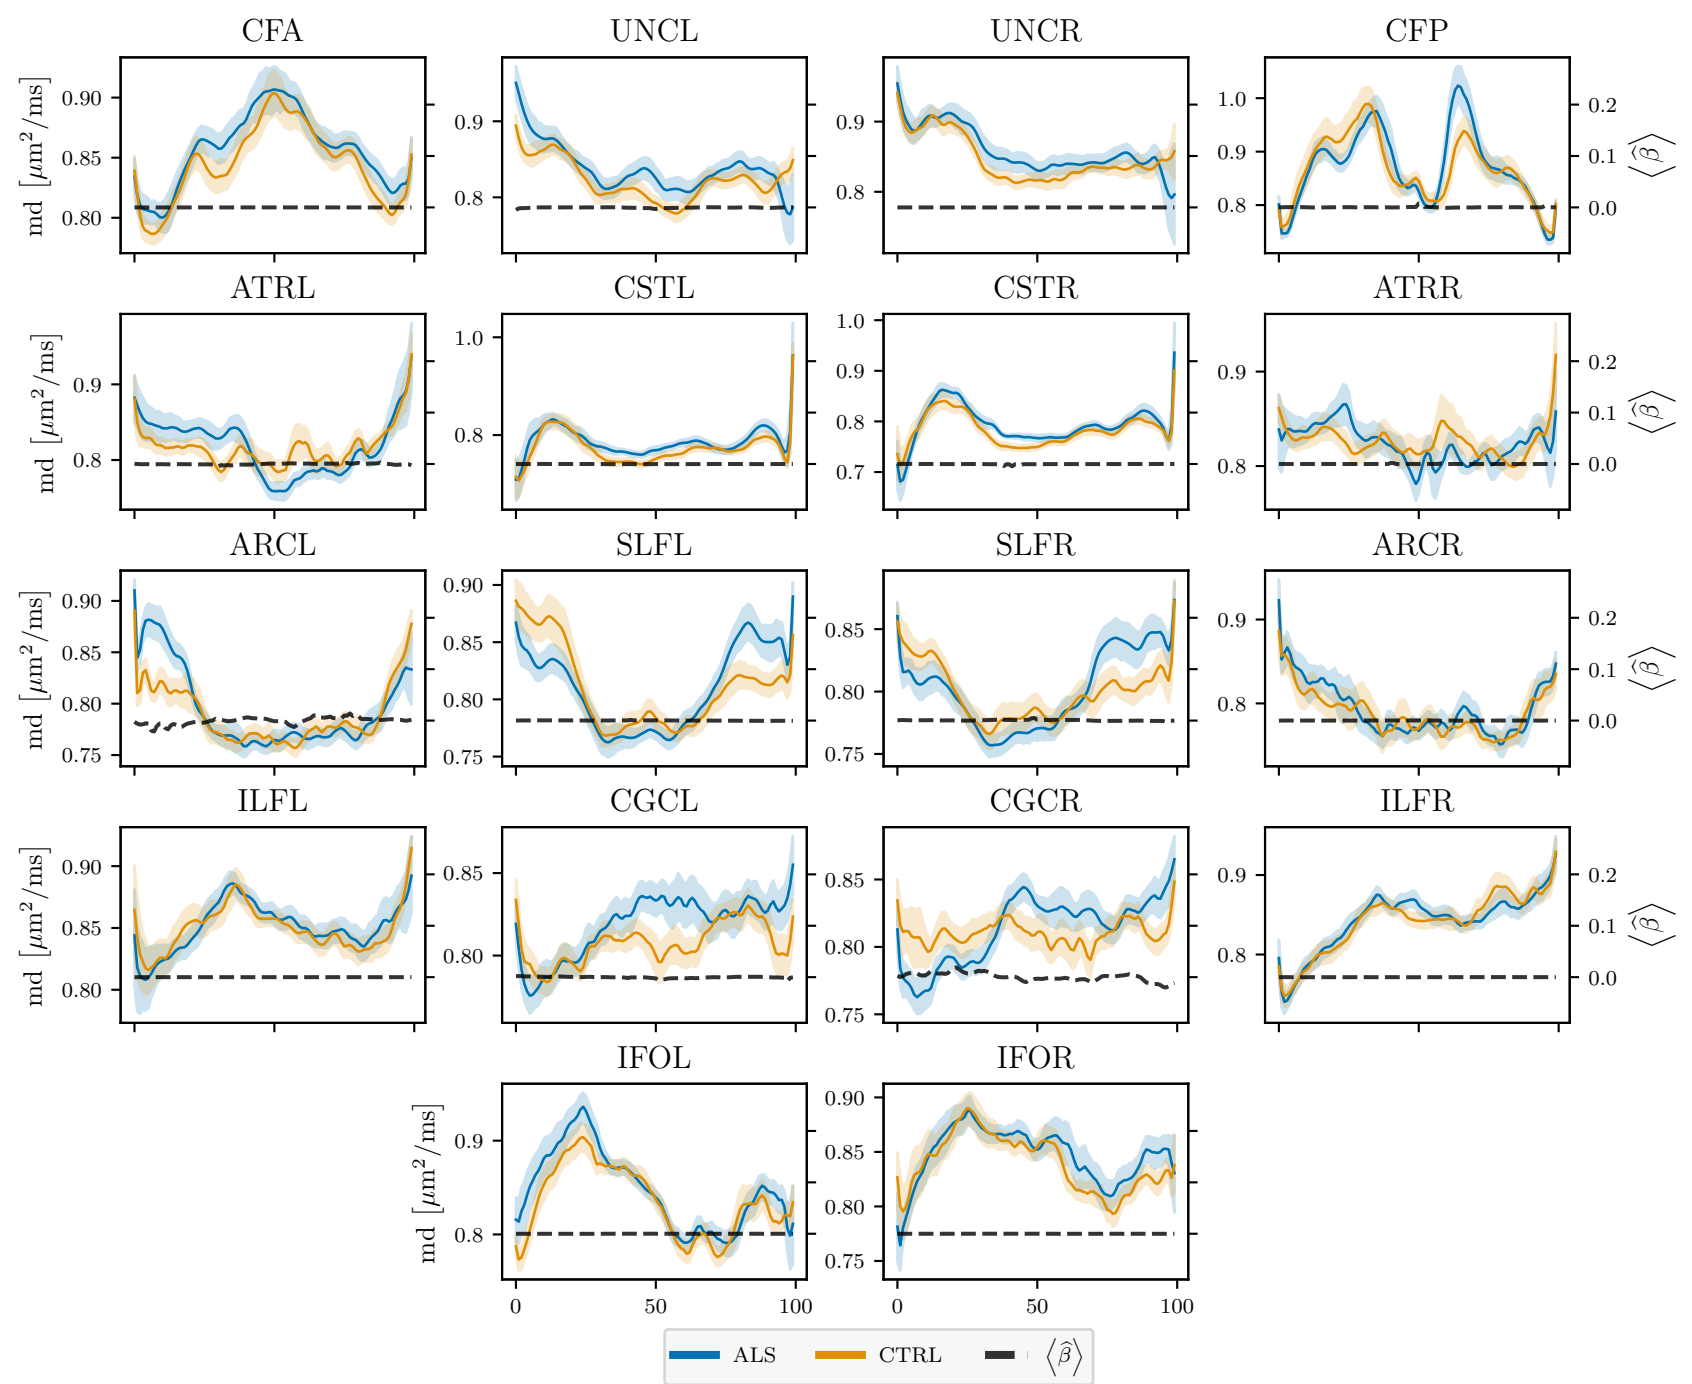 CFA UNCL UNCR CFP
md [μm²/ms] 0.90 0.85 0.80 0.9 0.8 0.9 0.8 1.0 0.9 0.8 0.2 0.1 0.0 ⟨β̂⟩
ATRL CSTL CSTR ATRR
md [μm²/ms] 0.9 0.8 1.0 0.8 1.0 0.9 0.8 0.7 0.9 0.8 0.2 0.1 0.0 ⟨β̂⟩
ARCL SLFL SLFR ARCR
md [μm²/ms] 0.90 0.85 0.80 0.75 0.90 0.85 0.80 0.75 0.85 0.80 0.75 0.9 0.8 0.2 0.1 0.0 ⟨β̂⟩
ILFL CGCL CGCR ILFR
md [μm²/ms] 0.90 0.85 0.80 0.85 0.80 0.85 0.80 0.75 0.9 0.8 0.2 0.1 0.0 ⟨β̂⟩
IFOL IFOR
md [μm²/ms] 0.9 0.8 0.90 0.85 0.80 0.75
0 50 100 0 50 100
ALS CTRL ⟨β̂⟩